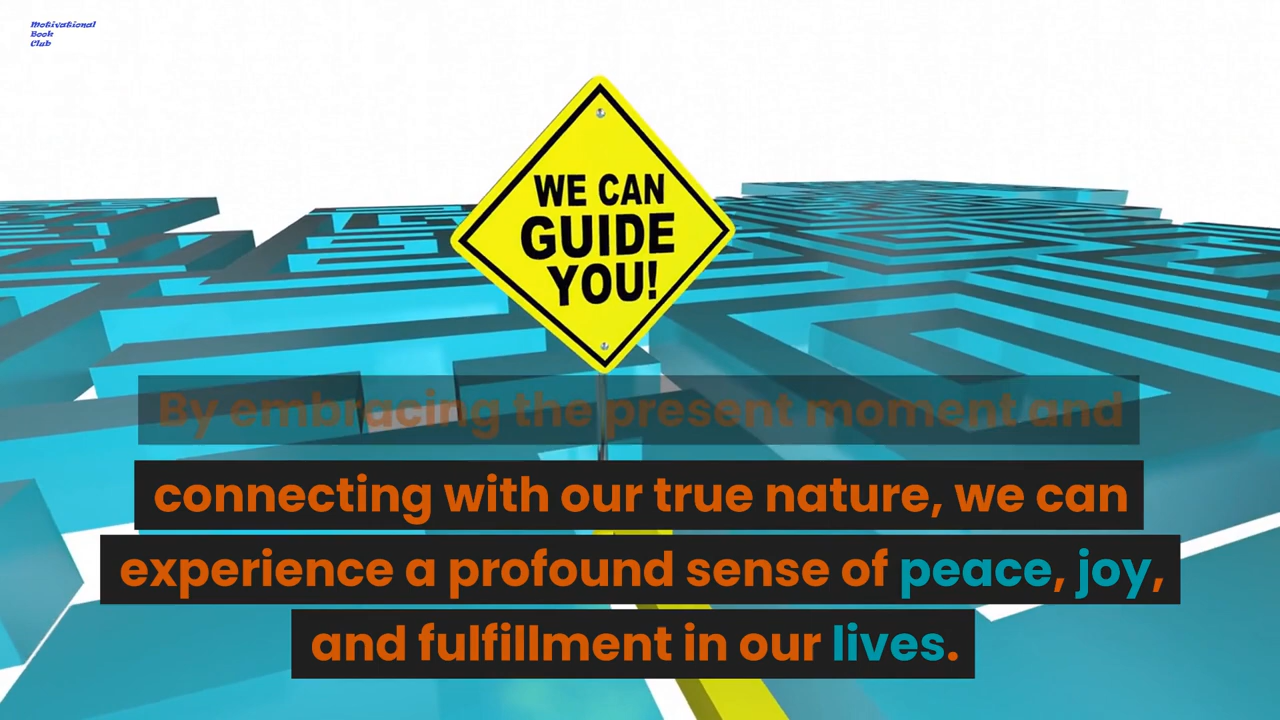 Motivational
Book
Club
WE CAN
GUIDE
YOU!
By embracing the present moment and
connecting with our true nature, we can
experience a profound sense of peace, joy,
and fulfillment in our lives.